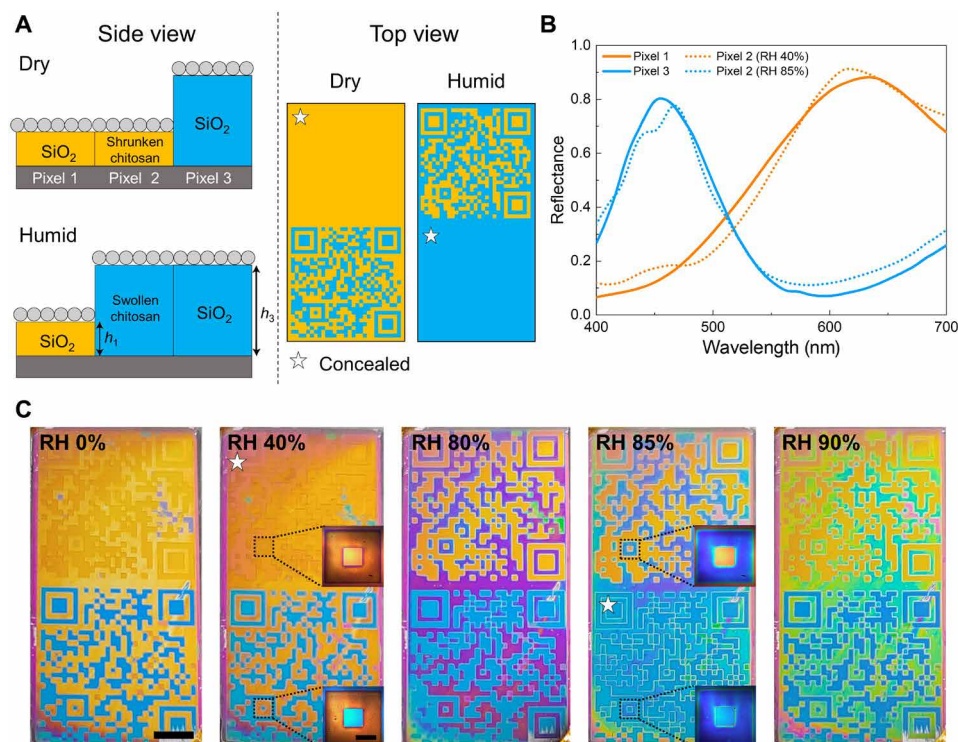 A
Side view
Top view
Dry
SiO₂
Shrunken
chitosan
SiO₂
Pixel 1
Pixel 2
Pixel 3
Humid
SiO₂
h₁
Swollen
chitosan
SiO₂
h₃
Dry
Humid
☆ Concealed
B
Pixel 1
Pixel 2 (RH 40%)
Pixel 3
Pixel 2 (RH 85%)
Reflectance
1.0
0.8
0.6
0.4
0.2
0.0
400
500
600
700
Wavelength (nm)
C
RH 0%
RH 40%
RH 80%
RH 85%
RH 90%